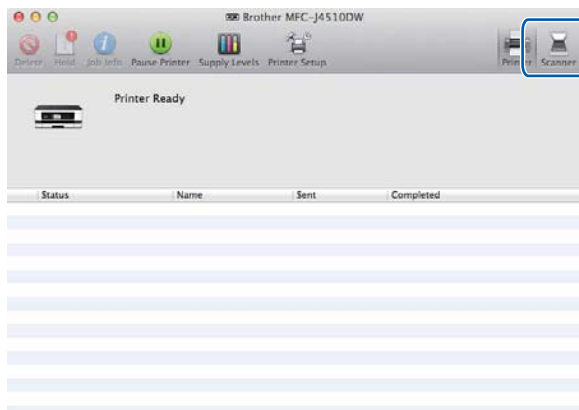 Brother MFC-J4510DW
Delete Hold Job Info Pause Printer Supply Levels Printer Setup Printer Scanner
Printer Ready
Status Name Sent Completed